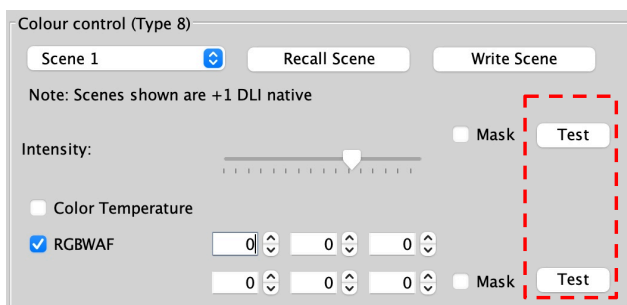 Colour control (Type 8)
Scene 1 Recall Scene Write Scene
Note: Scenes shown are +1 DLI native
Mask Test
Intensity:
Color Temperature
RGBWAF 0 0 0
0 0 0 Mask Test